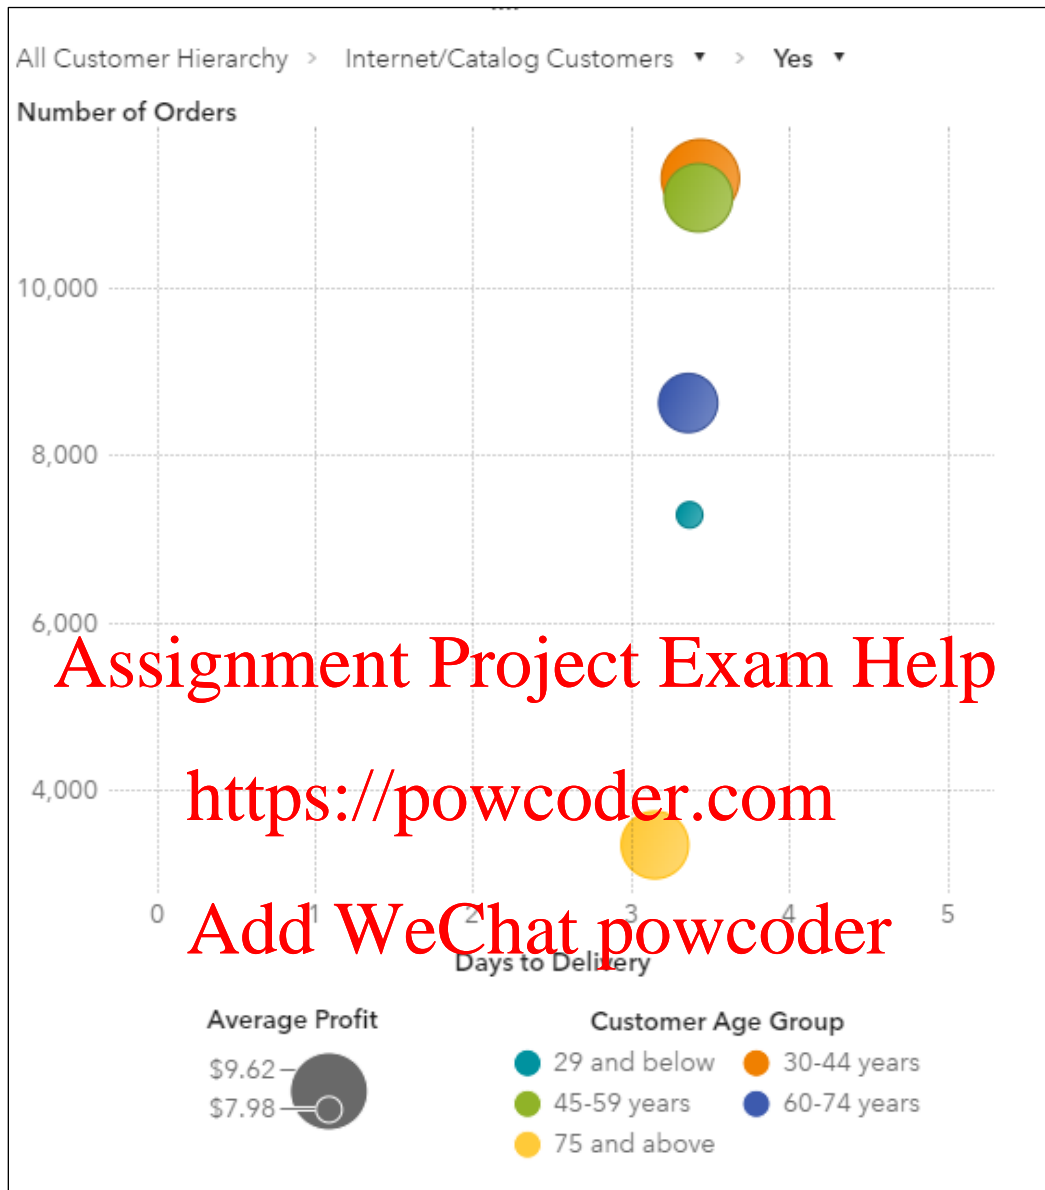 All Customer Hierarchy > Internet/Catalog Customers ▼ > Yes ▼
Number of Orders
10,000
8,000
6,000
Assignment Project Exam Help
4,000
https://powcoder.com
0 1 2 3 4 5
Add WeChat powcoder
Days to Delivery
Average Profit
$9.62
$7.98
Customer Age Group
29 and below 30-44 years
45-59 years 60-74 years
75 and above